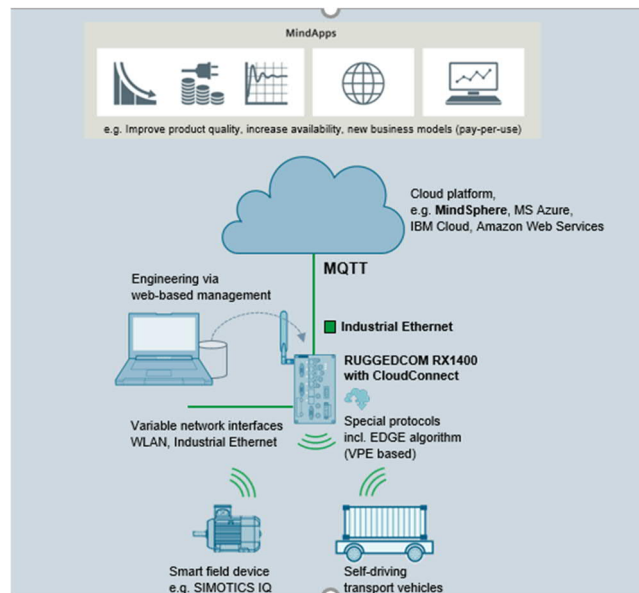 MindApps
e.g. Improve product quality, increase availability, new business models (pay-per-use)
Cloud platform,
e.g. MindSphere, MS Azure,
IBM Cloud, Amazon Web Services
MQTT
Engineering via
web-based management
Industrial Ethernet
RUGGEDCOM RX1400
with CloudConnect
Variable network interfaces
WLAN, Industrial Ethernet
Special protocols
incl. EDGE algorithm
(VPE based)
Smart field device
e.g. SIMOTICS IQ
Self-driving
transport vehicles